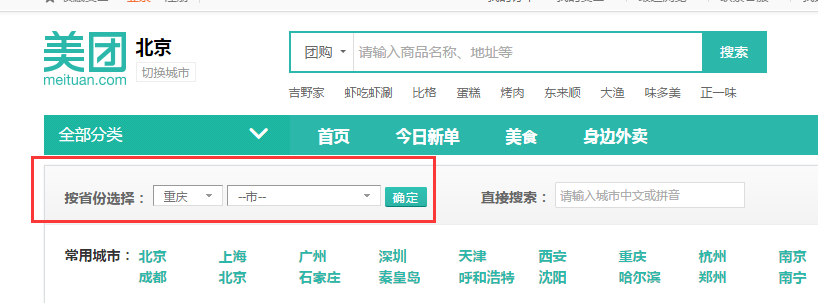 美团
meituan.com
北京
切换城市
团购 请输入商品名称、地址等 搜索
吉野家 虾吃虾涮 比格 蛋糕 烤肉 东来顺 大渔 味多美 正一味
全部分类 首页 今日新单 美食 身边外卖
按省份选择： 重庆 --市-- 确定 直接搜索： 请输入城市中文或拼音
常用城市： 北京 上海 广州 深圳 天津 西安 重庆 杭州 南京
成都 北京 石家庄 秦皇岛 呼和浩特 沈阳 哈尔滨 郑州 南宁